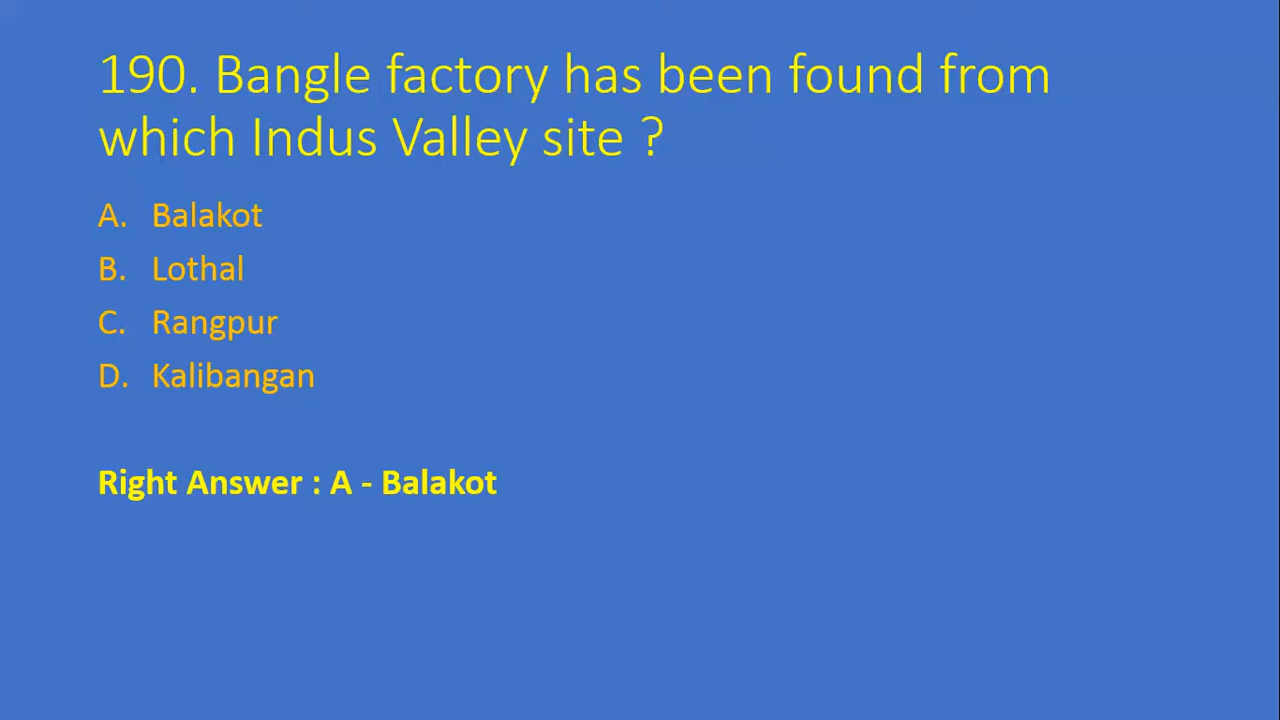 190. Bangle factory has been found from
which Indus Valley site ?
A. Balakot
B. Lothal
C. Rangpur
D. Kalibangan
Right Answer : A - Balakot